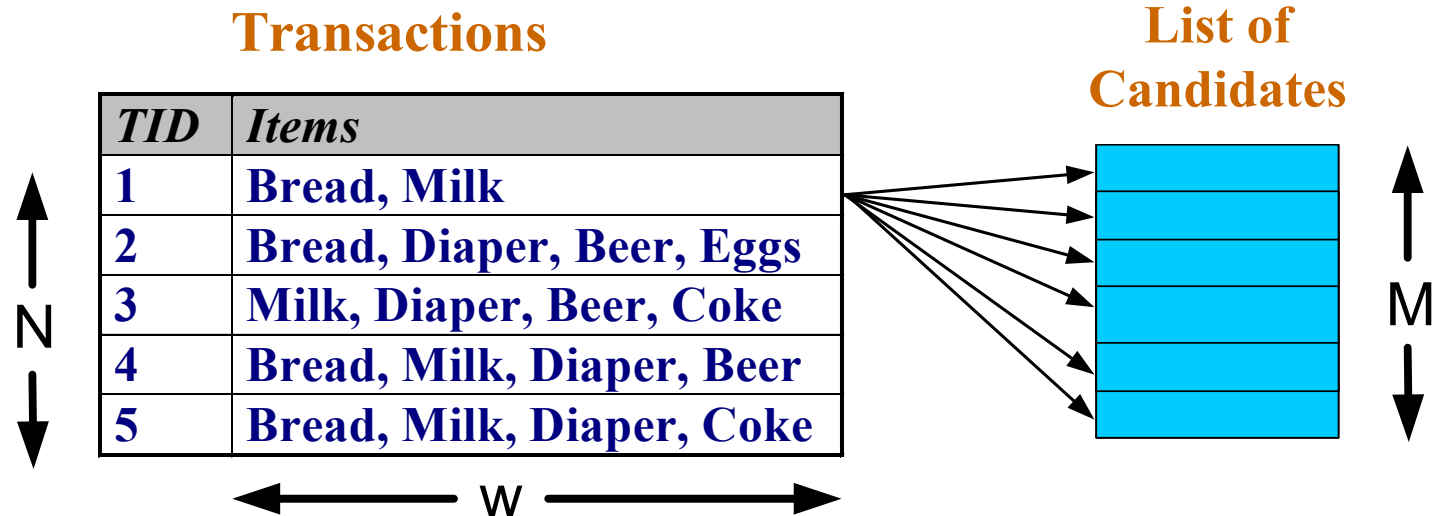 Transactions
List of
Candidates
TID Items
1 Bread, Milk
2 Bread, Diaper, Beer, Eggs
3 Milk, Diaper, Beer, Coke
4 Bread, Milk, Diaper, Beer
5 Bread, Milk, Diaper, Coke
N
M
w